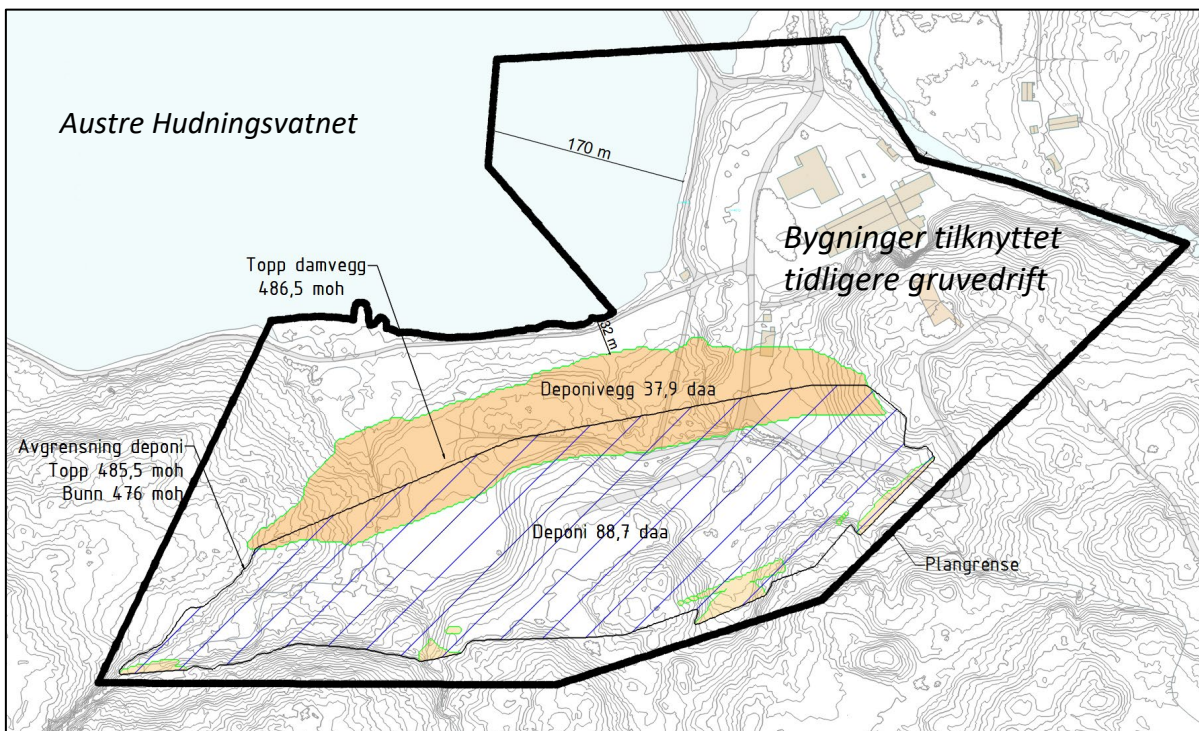 Austre Hudningsvatnet
170 m
Bygninger tilknyttet
tidligere gruvedrift
Topp damvegg
486,5 moh
32 m
Deponivegg 37,9 daa
Avgrensning deponi
Topp 485,5 moh
Bunn 476 moh
Deponi 88,7 daa
Plangrense